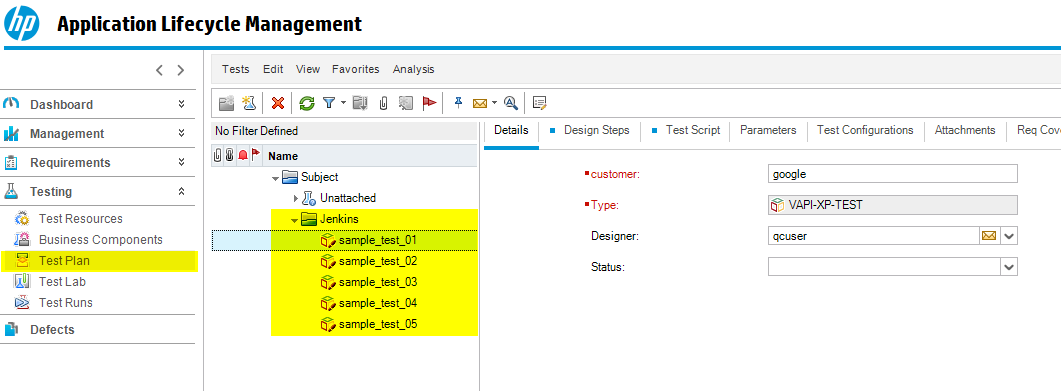 hp Application Lifecycle Management
Tests Edit View Favorites Analysis
Dashboard
Management
Requirements
Testing
Test Resources
Business Components
Test Plan
Test Lab
Test Runs
Defects
No Filter Defined
Name
Subject
Unattached
Jenkins
sample_test_01
sample_test_02
sample_test_03
sample_test_04
sample_test_05
Details Design Steps Test Script Parameters Test Configurations Attachments Req Cov
customer: google
Type: VAPI-XP-TEST
Designer: qcuser
Status: